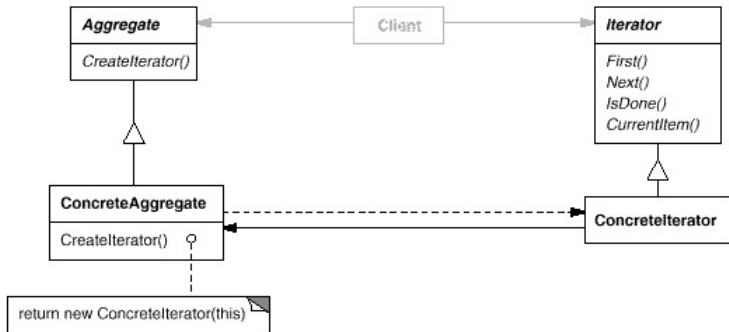 Aggregate
CreateIterator()
Client
Iterator
First()
Next()
IsDone()
CurrentItem()
ConcreteAggregate
CreateIterator()
ConcreteIterator
return new ConcreteIterator(this)